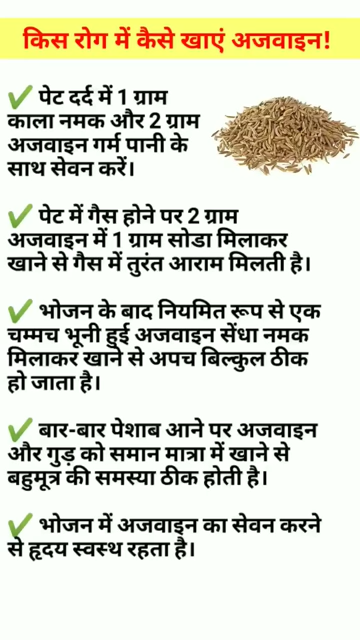 किस रोग में कैसे खाएं अजवाइन!
✔ पेट दर्द में 1 ग्राम
काला नमक और 2 ग्राम
अजवाइन गर्म पानी के
साथ सेवन करें।
✔ पेट में गैस होने पर 2 ग्राम
अजवाइन में 1 ग्राम सोडा मिलाकर
खाने से गैस में तुरंत आराम मिलती है।
✔ भोजन के बाद नियमित रूप से एक
चम्मच भूनी हुई अजवाइन सेंधा नमक
मिलाकर खाने से अपच बिल्कुल ठीक
हो जाता है।
✔ बार-बार पेशाब आने पर अजवाइन
और गुड़ को समान मात्रा में खाने से
बहुमूत्र की समस्या ठीक होती है।
✔ भोजन में अजवाइन का सेवन करने
से हृदय स्वस्थ रहता है।